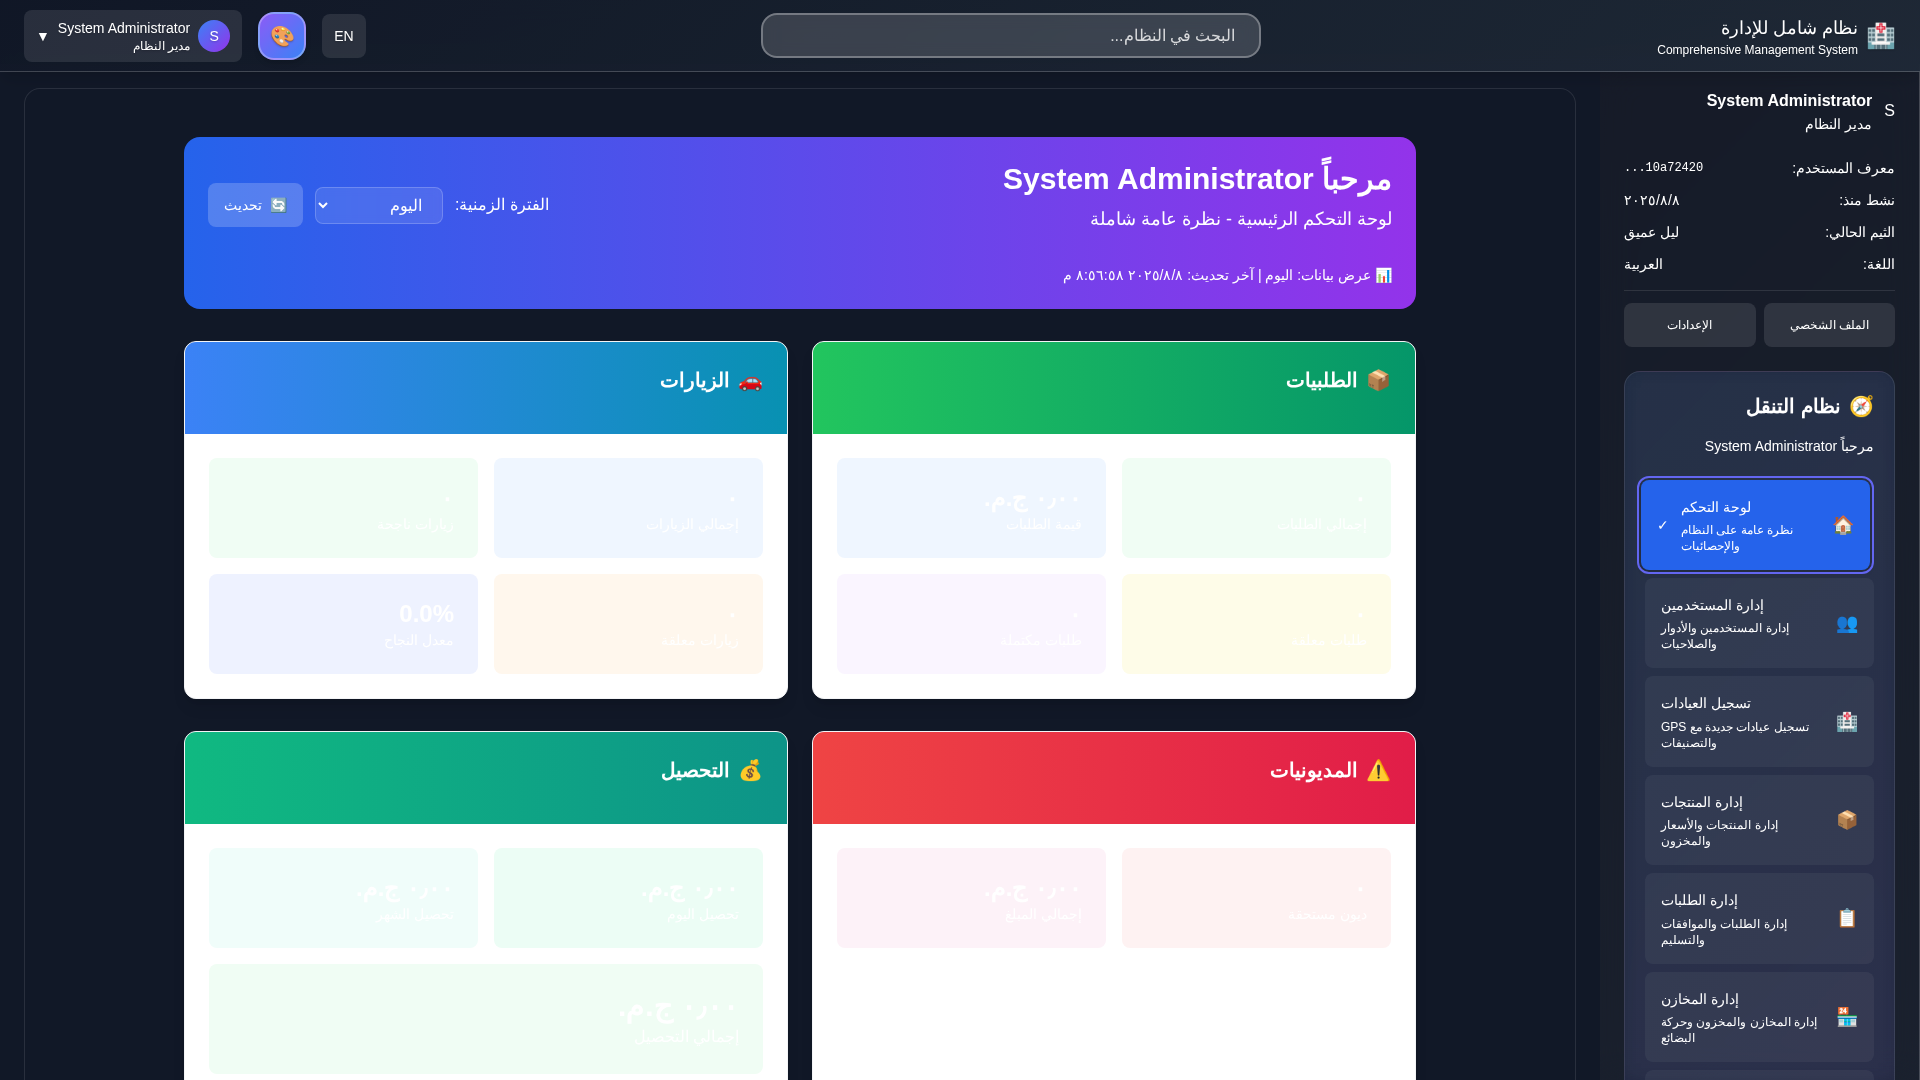 نظام شامل للإدارة
Comprehensive Management System
البحث في النظام...
EN
S
System Administrator
مدير النظام
▼
S
System Administrator
مدير النظام
معرف المستخدم:
10a72420...
نشط منذ:
٢٠٢٥/٨/٨
الثيم الحالي:
ليل عميق
اللغة:
العربية
الملف الشخصي
الإعدادات
نظام التنقل
مرحباً System Administrator
لوحة التحكم
نظرة عامة على النظام
والإحصائيات
✓
إدارة المستخدمين
إدارة المستخدمين والأدوار
والصلاحيات
تسجيل العيادات
تسجيل عيادات جديدة مع GPS
والتصنيفات
إدارة المنتجات
إدارة المنتجات والأسعار
والمخزون
إدارة الطلبات
إدارة الطلبات والموافقات
والتسليم
إدارة المخازن
إدارة المخازن والمخزون وحركة
البضائع
مرحباً System Administrator
لوحة التحكم الرئيسية - نظرة عامة شاملة
الفترة الزمنية:
اليوم
تحديث
عرض بيانات: اليوم | آخر تحديث: ٢٠٢٥/٨/٨ ٨:٥٦:٥٨ م
الطلبيات
٠
إجمالي الطلبات
٠٫٠٠ ج.م.
قيمة الطلبات
٠
طلبات معلقة
٠
طلبات مكتملة
الزيارات
٠
إجمالي الزيارات
٠
زيارات ناجحة
٠
زيارات معلقة
0.0%
معدل النجاح
المديونيات
٠
ديون مستحقة
٠٫٠٠ ج.م.
إجمالي المبلغ
التحصيل
٠٫٠٠ ج.م.
تحصيل اليوم
٠٫٠٠ ج.م.
تحصيل الشهر
٠٫٠٠ ج.م.
إجمالي التحصيل